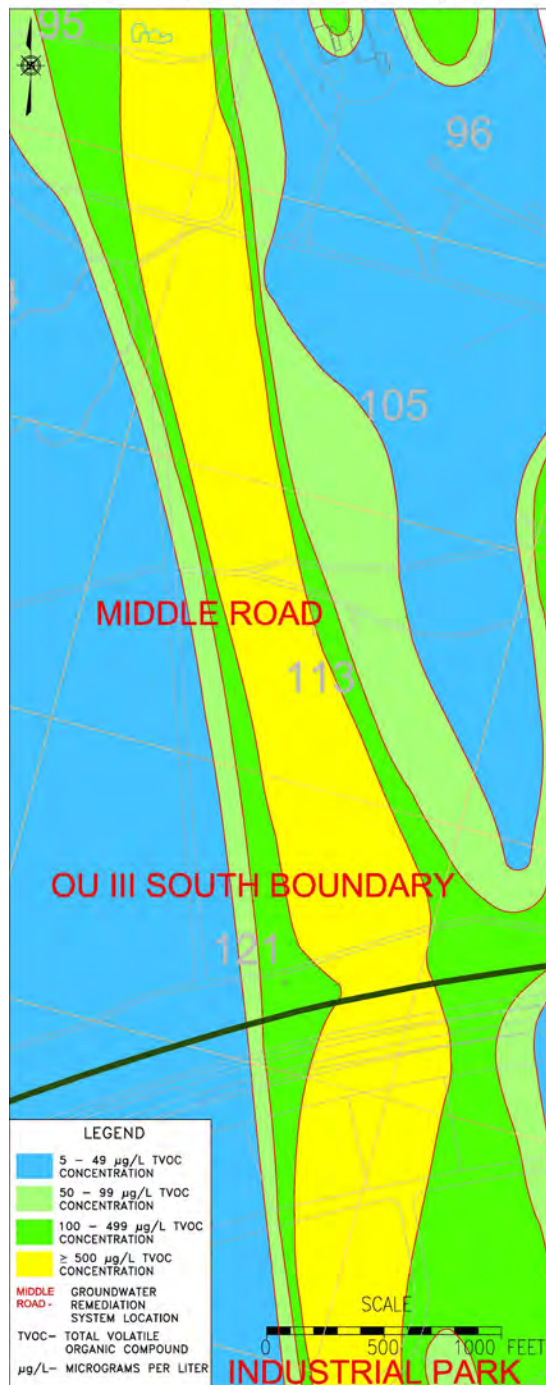 95
96
105
MIDDLE ROAD
113
OU III SOUTH BOUNDARY
121
LEGEND
5 – 49 µg/L TVOC
CONCENTRATION
50 – 99 µg/L TVOC
CONCENTRATION
100 – 499 µg/L TVOC
CONCENTRATION
≥ 500 µg/L TVOC
CONCENTRATION
MIDDLE ROAD - GROUNDWATER
REMEDIATION
SYSTEM LOCATION
TVOC– TOTAL VOLATILE
ORGANIC COMPOUND
µg/L– MICROGRAMS PER LITER
SCALE
0 500 1000 FEET
INDUSTRIAL PARK